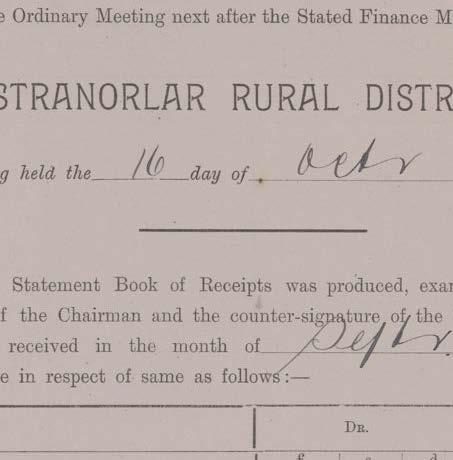 e Ordinary Meeting next after the Stated Finance M
STRANORLAR RURAL DISTR
g held the 16 day of Octr
Statement Book of Receipts was produced, exa
f the Chairman and the counter-signature of the
received in the month of Septr.
e in respect of same as follows:—
DR.
£ s. d.